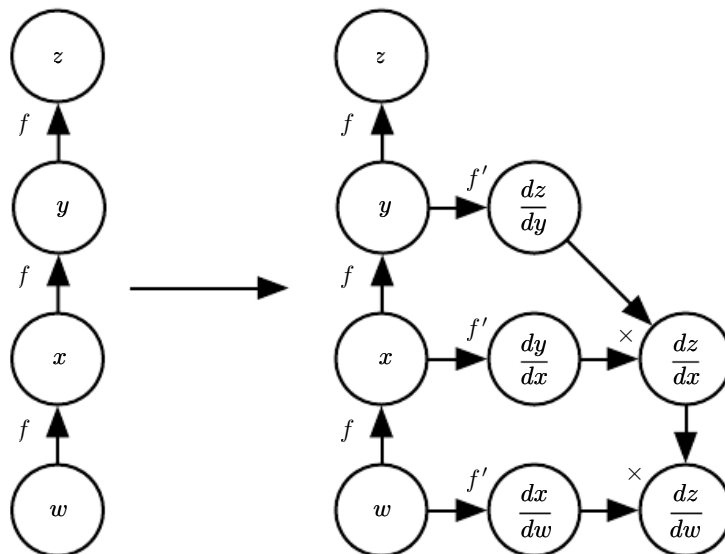 z z
f f
f′
y y dz/dy
f f
f′ ×
x x dy/dx dz/dx
f f
f′ ×
w w dx/dw dz/dw